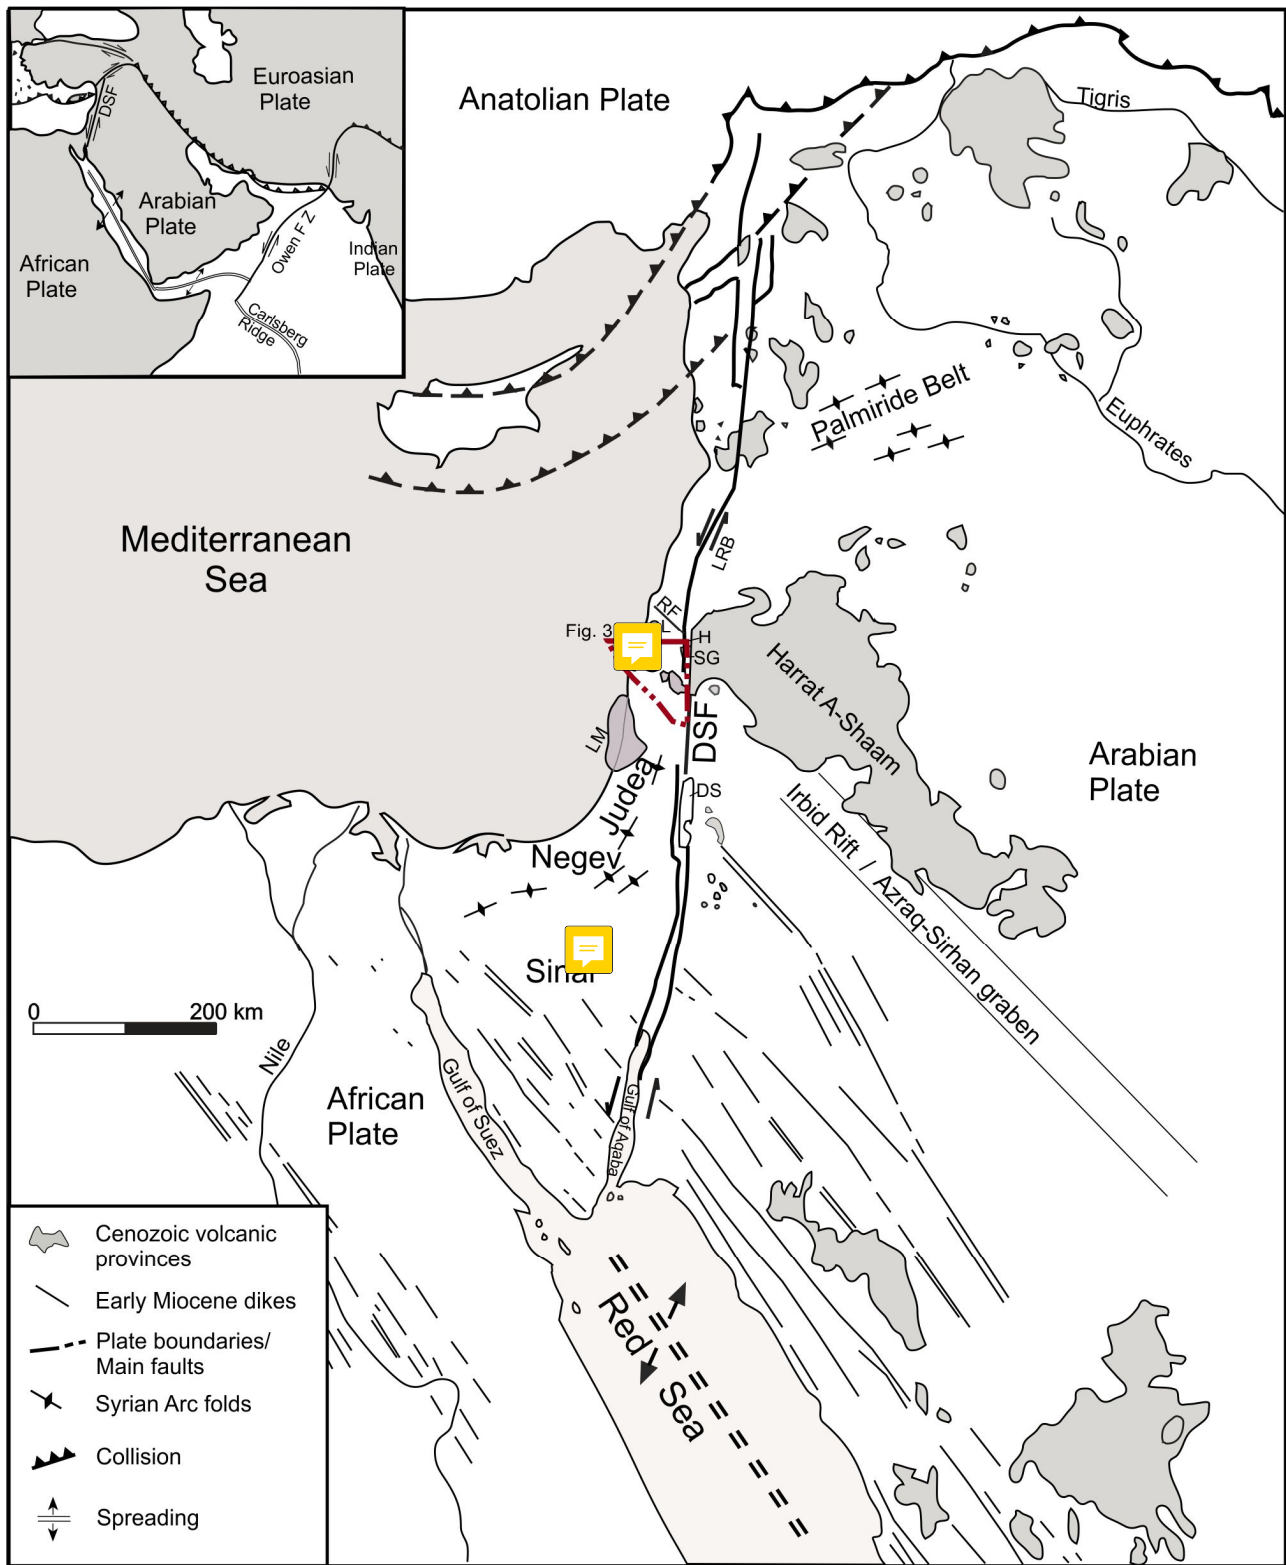 Euroasian
Plate
DSF
Arabian
Plate
African
Plate
Owen F Z
Indian
Plate
Carlsberg
Ridge
Anatolian Plate
Tigris
Palmiride Belt
Euphrates
Mediterranean
Sea
LRB
RF
Fig. 3
H
SG
Harrat A-Shaam
LM
DSF
Arabian
Plate
Judea
DS
Irbid Rift / Azraq-Sirhan graben
Negev
Sinai
0 200 km
Nile
Gulf of Suez
African
Plate
Gulf of Aqaba
Red Sea
Cenozoic volcanic
provinces
Early Miocene dikes
Plate boundaries/
Main faults
Syrian Arc folds
Collision
Spreading